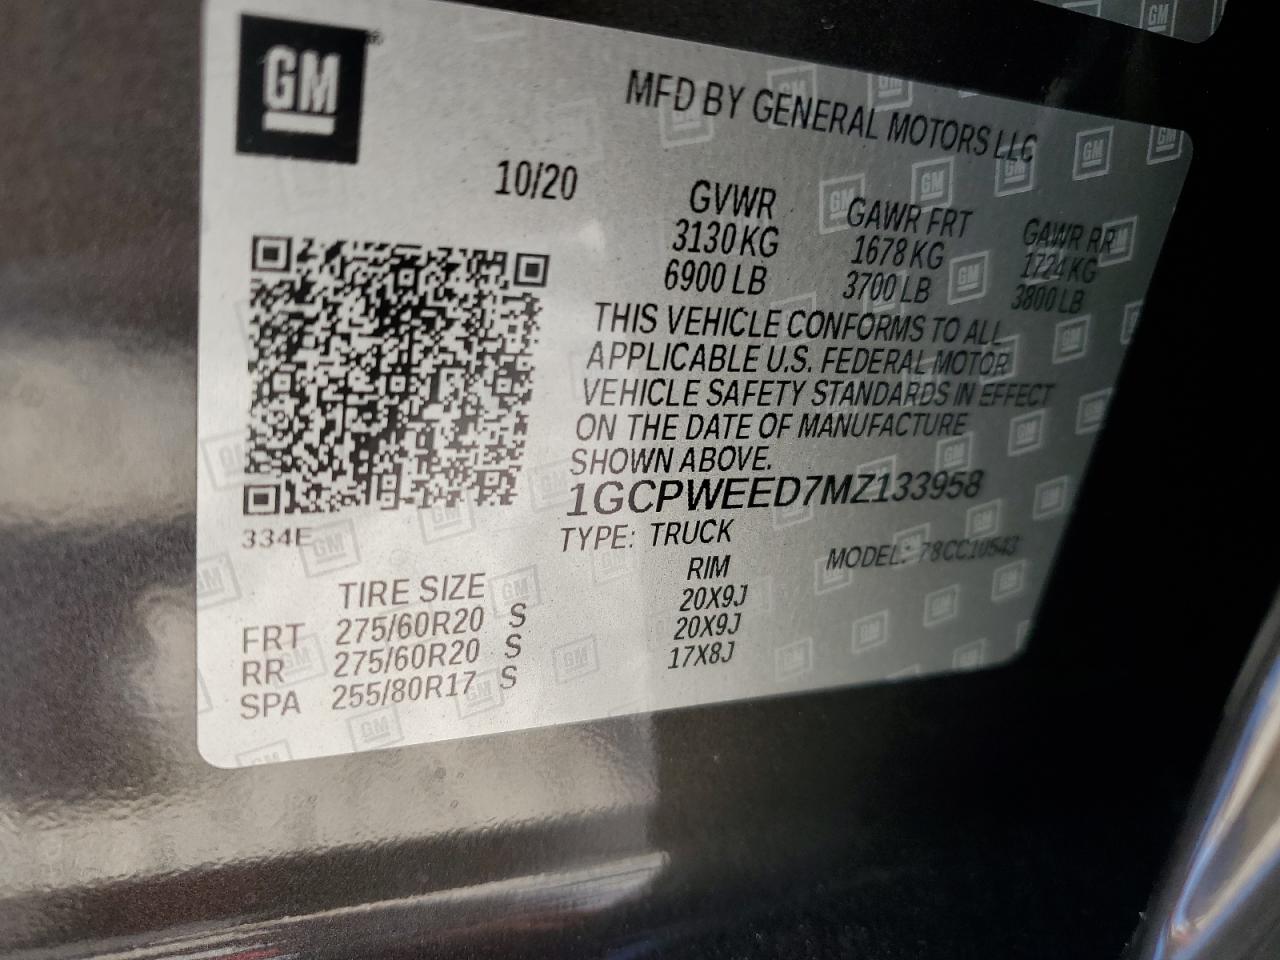 GM
MFD BY GENERAL MOTORS LLC
10/20
GVWR GAWR FRT GAWR RR
3130 KG 1678 KG 1724 KG
6900 LB 3700 LB 3800 LB
THIS VEHICLE CONFORMS TO ALL
APPLICABLE U.S. FEDERAL MOTOR
VEHICLE SAFETY STANDARDS IN EFFECT
ON THE DATE OF MANUFACTURE
SHOWN ABOVE.
1GCPWEED7MZ133958
334E
TYPE: TRUCK MODEL: 78CC10543
TIRE SIZE RIM
FRT 275/60R20 S 20X9J
RR 275/60R20 S 20X9J
SPA 255/80R17 S 17X8J